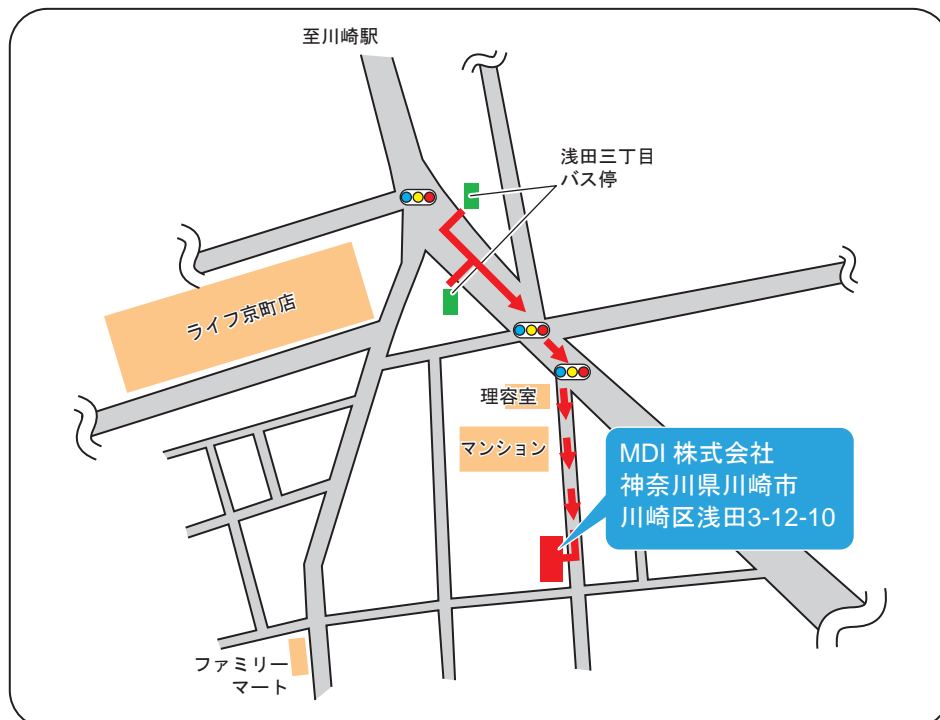 至川崎駅
浅田三丁目
バス停
ライフ京町店
理容室
マンション
MDI 株式会社
神奈川県川崎市
川崎区浅田3-12-10
ファミリー
マート